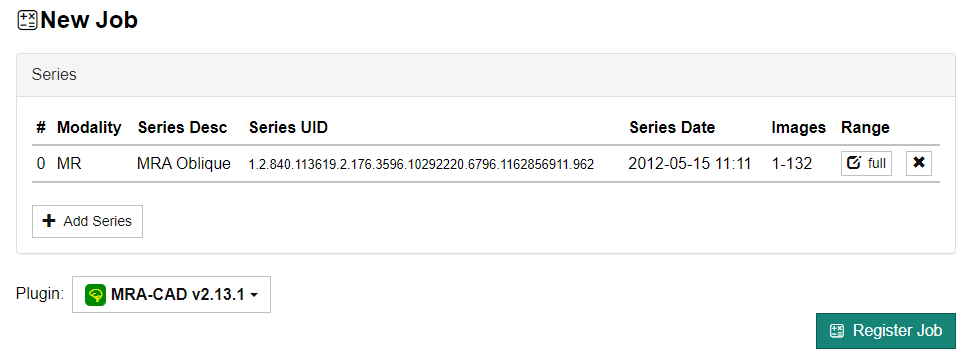 New Job
Series
# Modality Series Desc Series UID Series Date Images Range
0 MR MRA Oblique 1.2.840.113619.2.176.3596.10292220.6796.1162856911.962 2012-05-15 11:11 1-132 full
Add Series
Plugin: MRA-CAD v2.13.1
Register Job